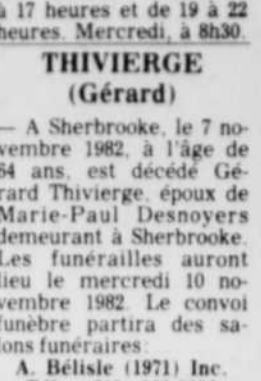 à 17 heures et de 19 à 22
heures. Mercredi, à 8h30.
THIVIERGE
(Gérard)
— A Sherbrooke, le 7 no-
vembre 1982, à l'âge de
64 ans, est décédé Gé-
rard Thivierge, époux de
Marie-Paul Desnoyers
demeurant à Sherbrooke.
Les funérailles auront
lieu le mercredi 10 no-
vembre 1982. Le convoi
funèbre partira des sa-
lons funéraires:
A. Bélisle (1971) Inc.